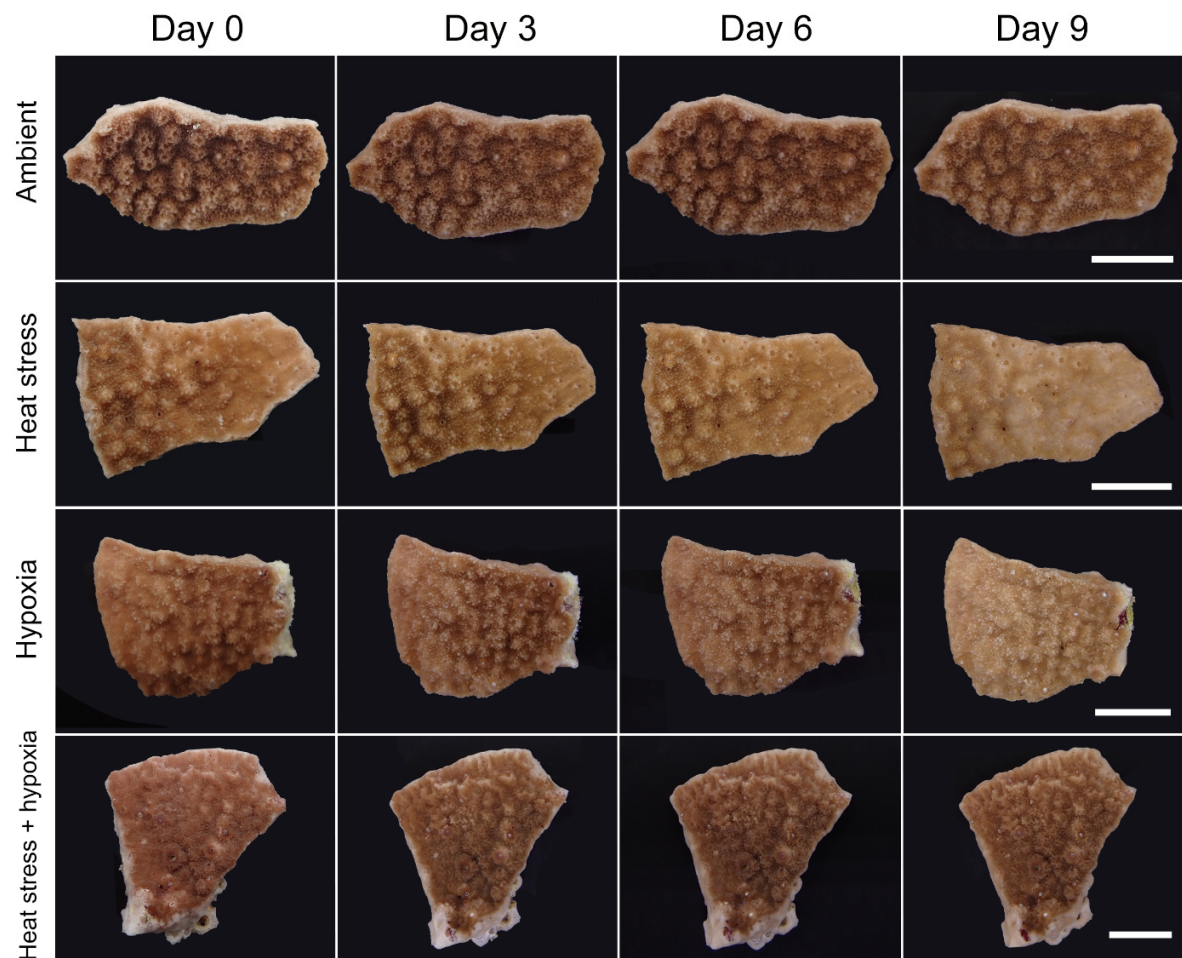 Day 0 Day 3 Day 6 Day 9
Ambient
Heat stress
Hypoxia
Heat stress + hypoxia